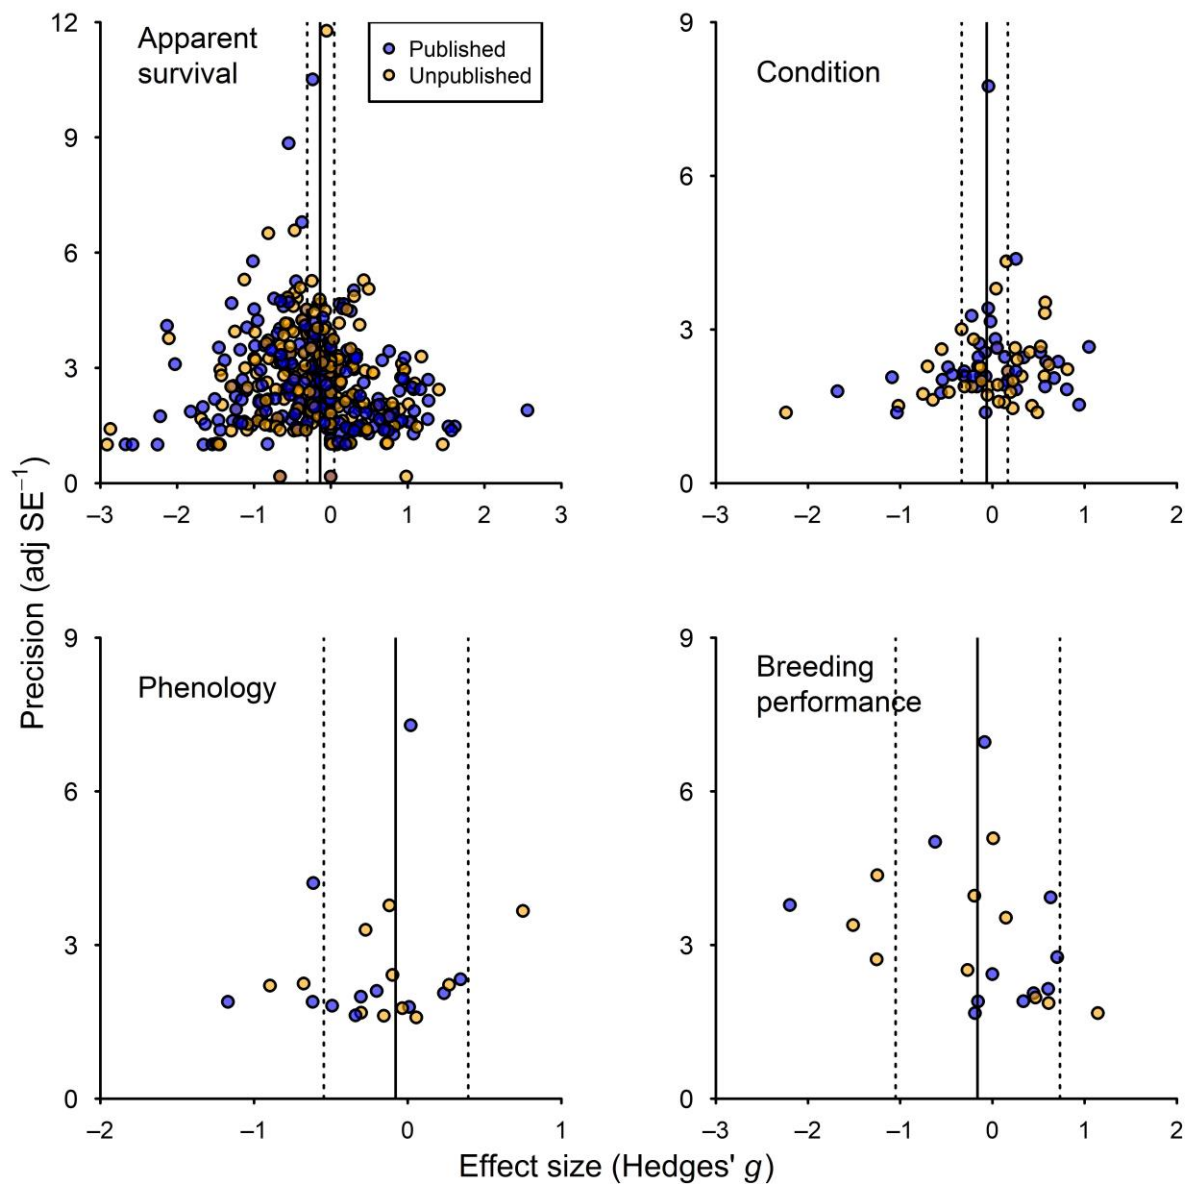 Apparent
survival
Published
Unpublished
12
9
6
3
0
–3 –2 –1 0 1 2 3
Condition
9
6
3
0
–3 –2 –1 0 1 2
Precision (adj SE⁻¹)
Phenology
9
6
3
0
–2 –1 0 1
Breeding
performance
9
6
3
0
–3 –2 –1 0 1 2
Effect size (Hedges' g)